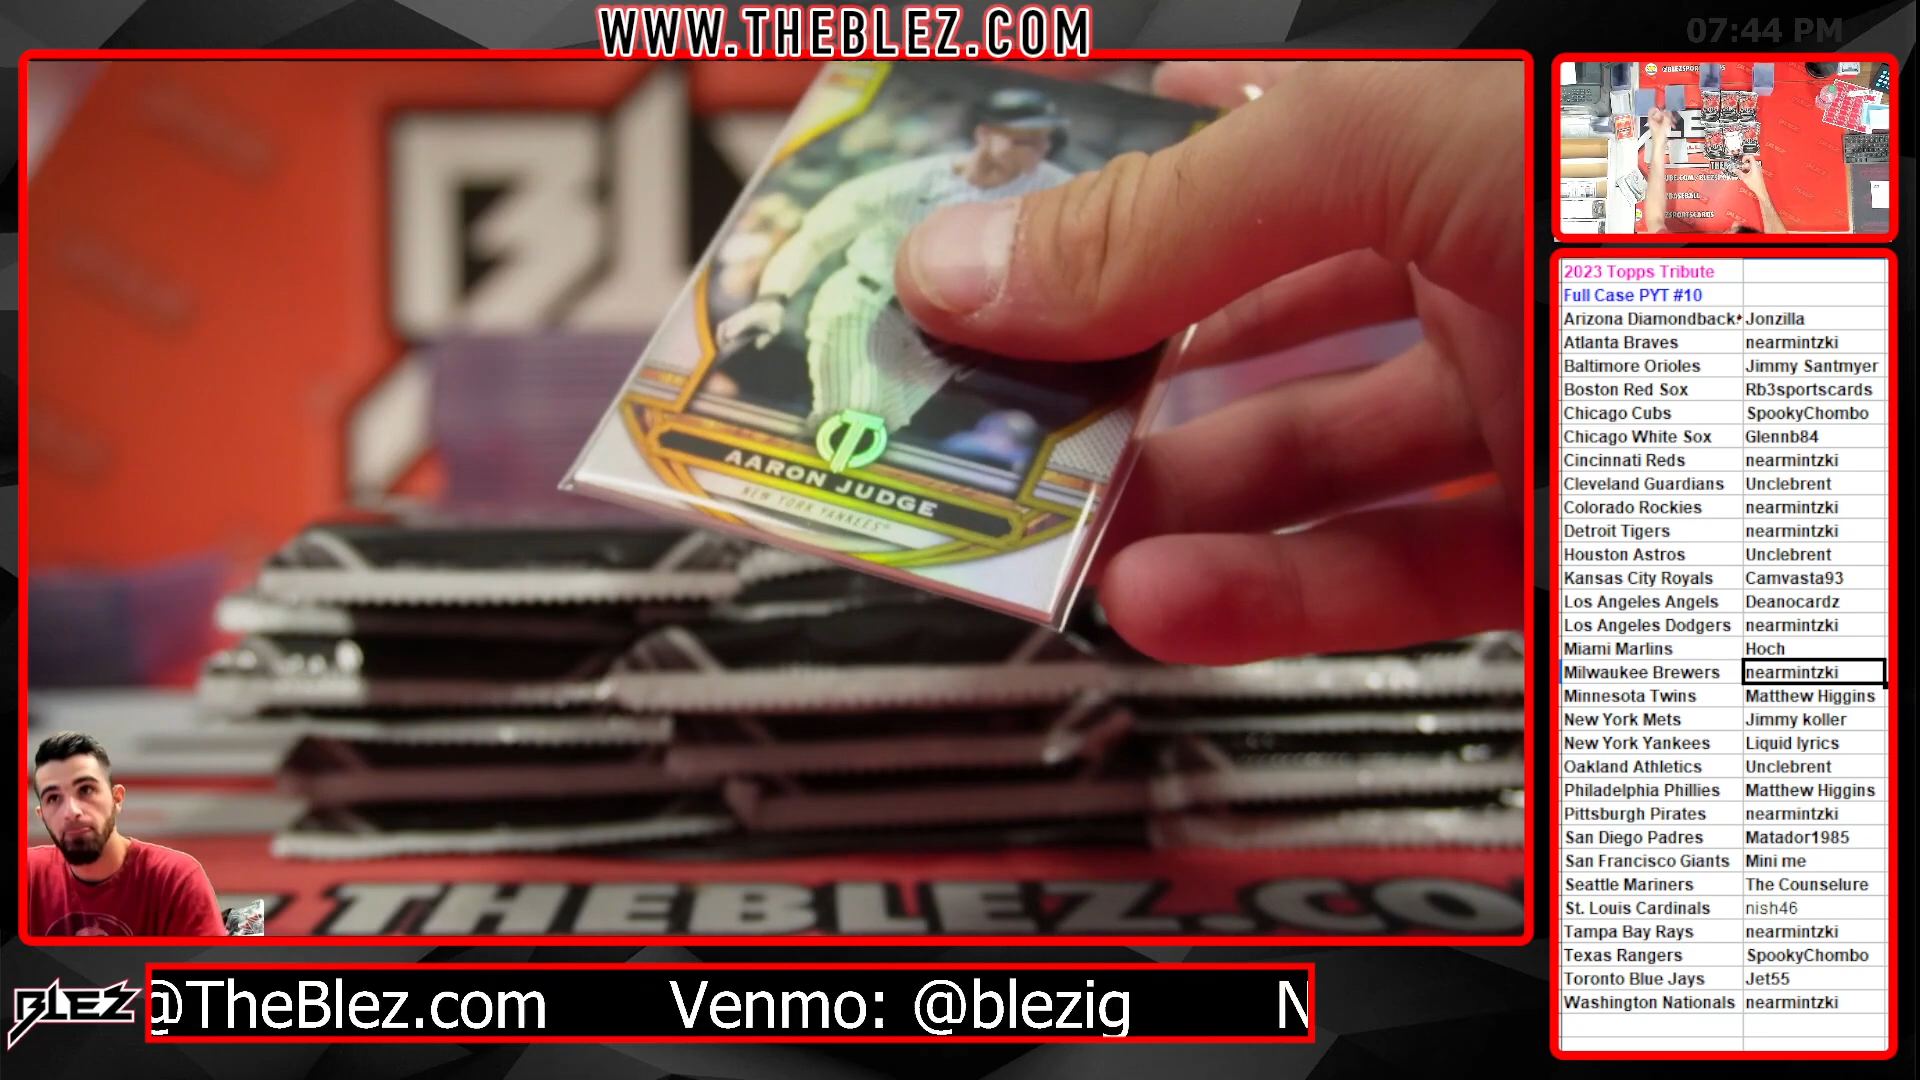 WWW.THEBLEZ.COM
07:44 PM
AARON JUDGE
NEW YORK YANKEES
THEBLEZ.CO
BLEZ
@TheBlez.com Venmo: @blezig N
2023 Topps Tribute
Full Case PYT #10
Arizona Diamondback Jonzilla
Atlanta Braves nearmintzki
Baltimore Orioles Jimmy Santmyer
Boston Red Sox Rb3sportscards
Chicago Cubs SpookyChombo
Chicago White Sox Glennb84
Cincinnati Reds nearmintzki
Cleveland Guardians Unclebrent
Colorado Rockies nearmintzki
Detroit Tigers nearmintzki
Houston Astros Unclebrent
Kansas City Royals Camvasta93
Los Angeles Angels Deanocardz
Los Angeles Dodgers nearmintzki
Miami Marlins Hoch
Milwaukee Brewers nearmintzki
Minnesota Twins Matthew Higgins
New York Mets Jimmy koller
New York Yankees Liquid lyrics
Oakland Athletics Unclebrent
Philadelphia Phillies Matthew Higgins
Pittsburgh Pirates nearmintzki
San Diego Padres Matador1985
San Francisco Giants Mini me
Seattle Mariners The Counselure
St. Louis Cardinals nish46
Tampa Bay Rays nearmintzki
Texas Rangers SpookyChombo
Toronto Blue Jays Jet55
Washington Nationals nearmintzki